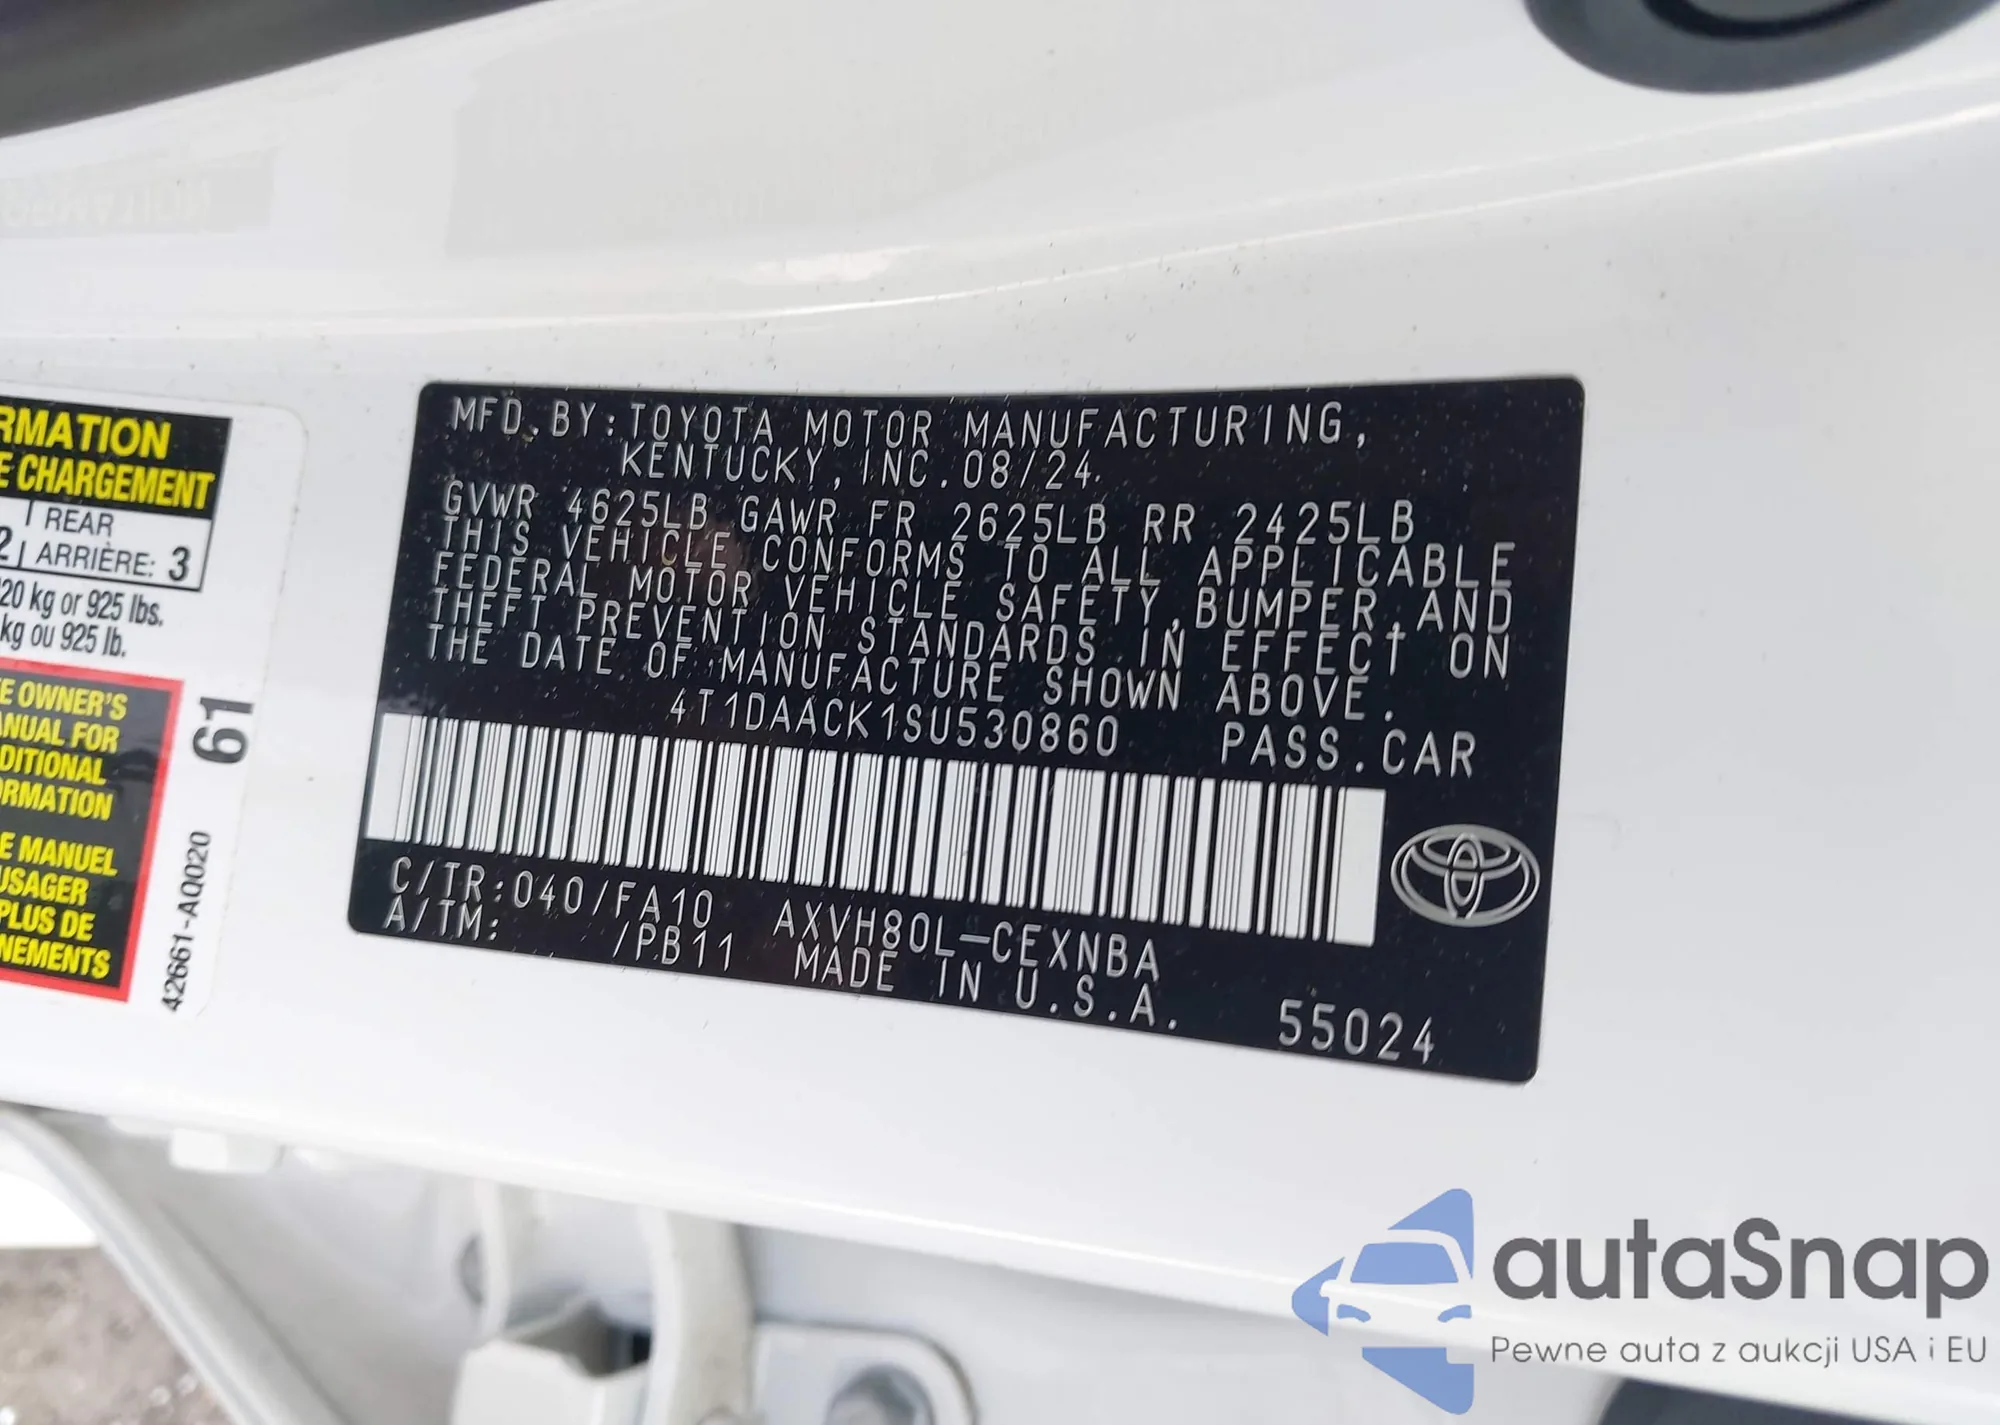 MFD.BY:TOYOTA MOTOR MANUFACTURING,
KENTUCKY,INC.08/24
GVWR 4625LB GAWR FR 2625LB RR 2425LB
THIS VEHICLE CONFORMS TO ALL APPLICABLE
FEDERAL MOTOR VEHICLE SAFETY,BUMPER,AND
THEFT PREVENTION STANDARDS IN EFFECT ON
THE DATE OF MANUFACTURE SHOWN ABOVE.
4T1DAACK1SU530860 PASS.CAR
C/TR:040/FA10 AXVH80L-CEXNBA
A/TM: /PB11 MADE IN U.S.A.
55024
RMATION
E CHARGEMENT
REAR
2 ARRIÈRE: 3
20 kg or 925 lbs.
kg ou 925 lb.
E OWNER'S
ANUAL FOR
DITIONAL
ORMATION
E MANUEL
USAGER
PLUS DE
NEMENTS
61
42661-AQ020
autaSnap
Pewne auta z aukcji USA i EU